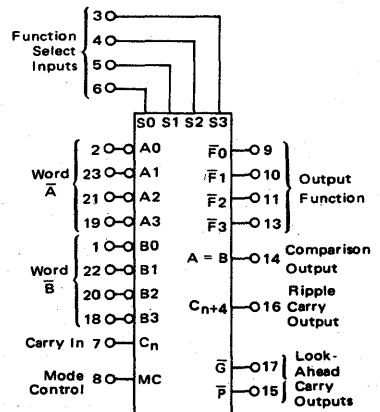 Function
Select
Inputs
3
4
5
6
S0 S1 S2 S3
Word
A̅
2 A0
23 A1
21 A2
19 A3
Word
B̅
1 B0
22 B1
20 B2
18 B3
Carry In 7 Cn
Mode
Control
8 MC
F̅0 9
F̅1 10
F̅2 11
F̅3 13
Output
Function
A = B 14 Comparison
Output
Cn+4 16 Ripple
Carry
Output
G̅ 17
P̅ 15
Look-
Ahead
Carry
Outputs